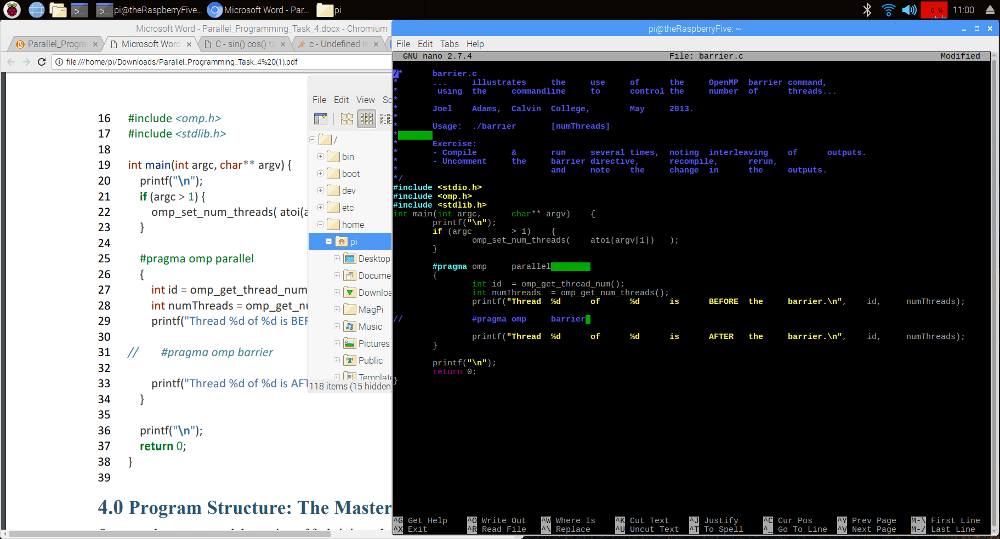 pi@theRaspberryFive...
Microsoft Word - Par...
pi
0 %
11:00
Microsoft Word - Parallel_Programming_Task_4.docx - Chromium
Parallel_Progra
Microsoft Word
C - sin() cos() ta
c - Undefined re
file:///home/pi/Downloads/Parallel_Programming_Task_4%20(1).pdf
16 #include <omp.h>
17 #include <stdlib.h>
18
19 int main(int argc, char** argv) {
20 printf("\n");
21 if (argc > 1) {
22 omp_set_num_threads( atoi(a
23 }
24
25 #pragma omp parallel
26 {
27 int id = omp_get_thread_num
28 int numThreads = omp_get_nu
29 printf("Thread %d of %d is BEF
30
31 // #pragma omp barrier
32
33 printf("Thread %d of %d is AFT
34 }
35
36 printf("\n");
37 return 0;
38 }
39
4.0 Program Structure: The Master
File Edit View Sc
/
bin
boot
dev
etc
home
pi
Desktop
Docume
Downloa
MagPi
Music
Pictures
Public
Template
118 items (15 hidden)
pi@theRaspberryFive: ~
File Edit Tabs Help
GNU nano 2.7.4 File: barrier.c Modified
/* barrier.c
* ... illustrates the use of the OpenMP barrier command,
* using the commandline to control the number of threads...
*
* Joel Adams, Calvin College, May 2013.
*
* Usage: ./barrier [numThreads]
*
* Exercise:
* - Compile & run several times, noting interleaving of outputs.
* - Uncomment the barrier directive, recompile, rerun,
* and note the change in the outputs.
*/
#include <stdio.h>
#include <omp.h>
#include <stdlib.h>
int main(int argc, char** argv) {
printf("\n");
if (argc > 1) {
omp_set_num_threads( atoi(argv[1]) );
}
#pragma omp parallel
{
int id = omp_get_thread_num();
int numThreads = omp_get_num_threads();
printf("Thread %d of %d is BEFORE the barrier.\n", id, numThreads);
// #pragma omp barrier
printf("Thread %d of %d is AFTER the barrier.\n", id, numThreads);
}
printf("\n");
return 0;
}
^G Get Help ^O Write Out ^W Where Is ^K Cut Text ^J Justify ^C Cur Pos ^Y Prev Page M-\ First Line
^X Exit ^R Read File ^\ Replace ^U Uncut Text ^T To Spell ^_ Go To Line ^V Next Page M-/ Last Line